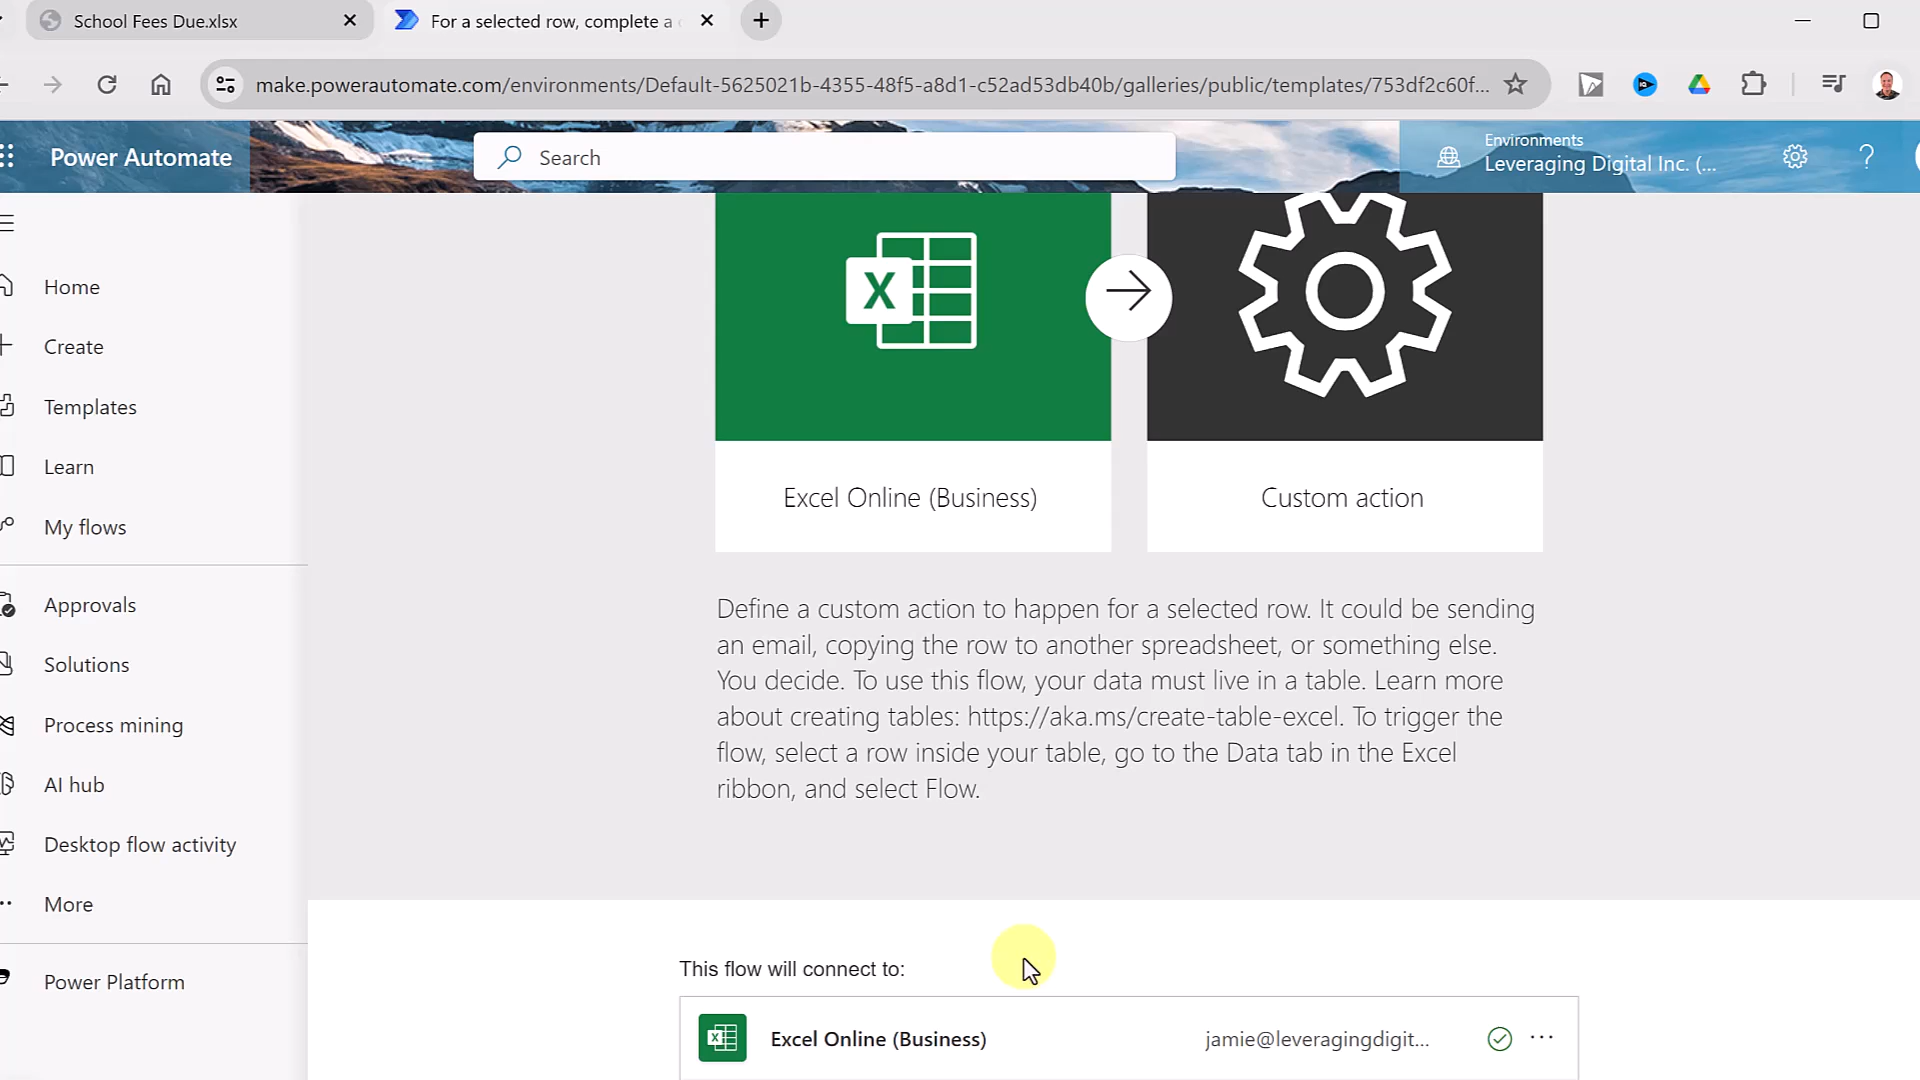 School Fees Due.xlsx
For a selected row, complete a
make.powerautomate.com/environments/Default-5625021b-4355-48f5-a8d1-c52ad53db40b/galleries/public/templates/753df2c60f...
Power Automate
Search
Environments
Leveraging Digital Inc. (...
Home
Create
Templates
Learn
My flows
Approvals
Solutions
Process mining
AI hub
Desktop flow activity
More
Power Platform
X
Excel Online (Business)
Custom action
Define a custom action to happen for a selected row. It could be sending
an email, copying the row to another spreadsheet, or something else.
You decide. To use this flow, your data must live in a table. Learn more
about creating tables: https://aka.ms/create-table-excel. To trigger the
flow, select a row inside your table, go to the Data tab in the Excel
ribbon, and select Flow.
This flow will connect to:
Excel Online (Business)
jamie@leveragingdigit...